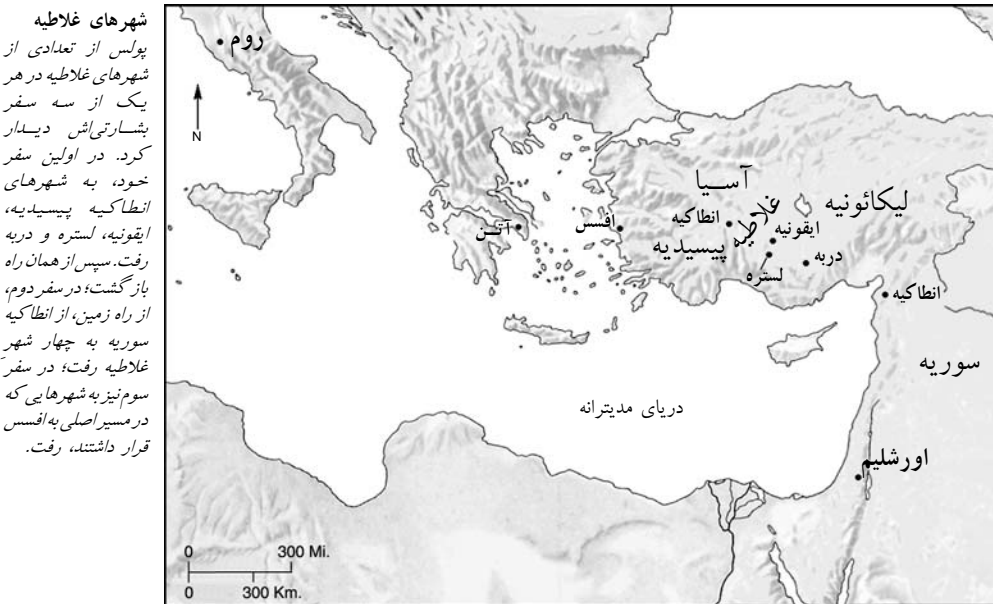 شهرهای غلاطیه
پولس از تعدادی از
شهرهای غلاطیه در هر
یک از سه سفر
بشارتی‌اش دیدار
کرد. در اولین سفر
خود، به شهرهای
انطاکیه پیسیدیه،
ایقونیه، لستره و دربه
رفت. سپس از همان راه
بازگشت؛ در سفر دوم،
از راه زمین، از انطاکیه
سوریه به چهار شهر
غلاطیه رفت؛ در سفر
سوم نیز به شهرهایی که
در مسیر اصلی به افسس
قرار داشتند، رفت.
روم
N
آسیا
غلاطیه
لیکائونیه
انطاکیه
افسس
آتن
ایقونیه
پیسیدیه
دربه
لستره
انطاکیه
سوریه
دریای مدیترانه
اورشلیم
0 300 Mi.
0 300 Km.